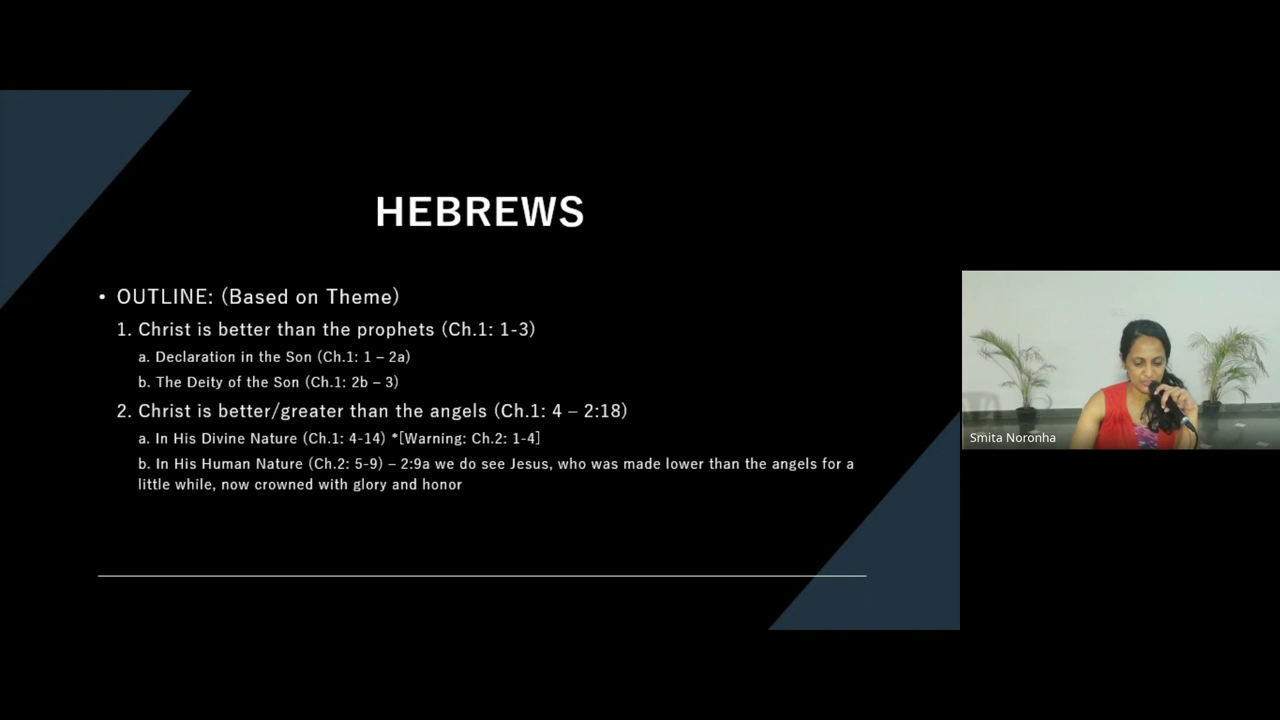 HEBREWS
• OUTLINE: (Based on Theme)
1. Christ is better than the prophets (Ch.1: 1-3)
a. Declaration in the Son (Ch.1: 1 – 2a)
b. The Deity of the Son (Ch.1: 2b – 3)
2. Christ is better/greater than the angels (Ch.1: 4 – 2:18)
a. In His Divine Nature (Ch.1: 4-14) *[Warning: Ch.2: 1-4]
b. In His Human Nature (Ch.2: 5-9) – 2:9a we do see Jesus, who was made lower than the angels for a
little while, now crowned with glory and honor
Smita Noronha